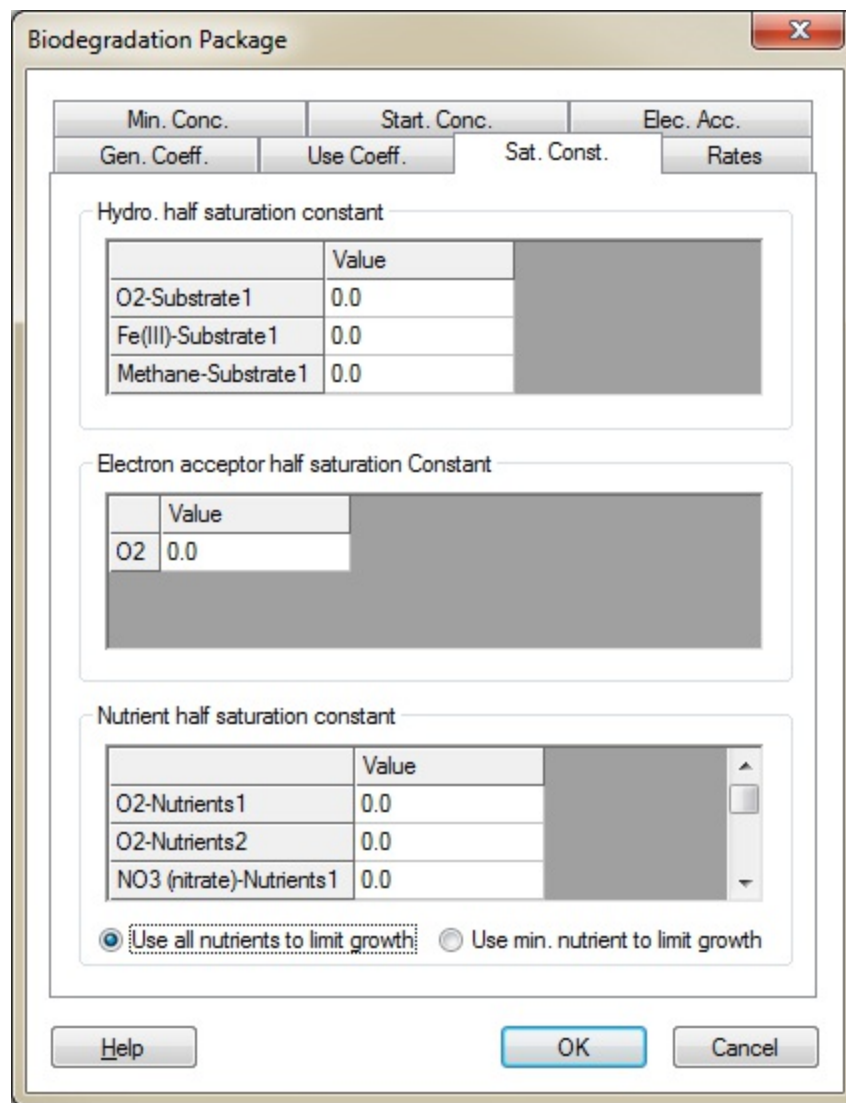 Biodegradation Package
Min. Conc. Start. Conc. Elec. Acc.
Gen. Coeff. Use Coeff. Sat. Const. Rates
Hydro. half saturation constant
Value
O2-Substrate1 0.0
Fe(III)-Substrate1 0.0
Methane-Substrate1 0.0
Electron acceptor half saturation Constant
Value
O2 0.0
Nutrient half saturation constant
Value
O2-Nutrients1 0.0
O2-Nutrients2 0.0
NO3 (nitrate)-Nutrients1 0.0
Use all nutrients to limit growth Use min. nutrient to limit growth
Help OK Cancel